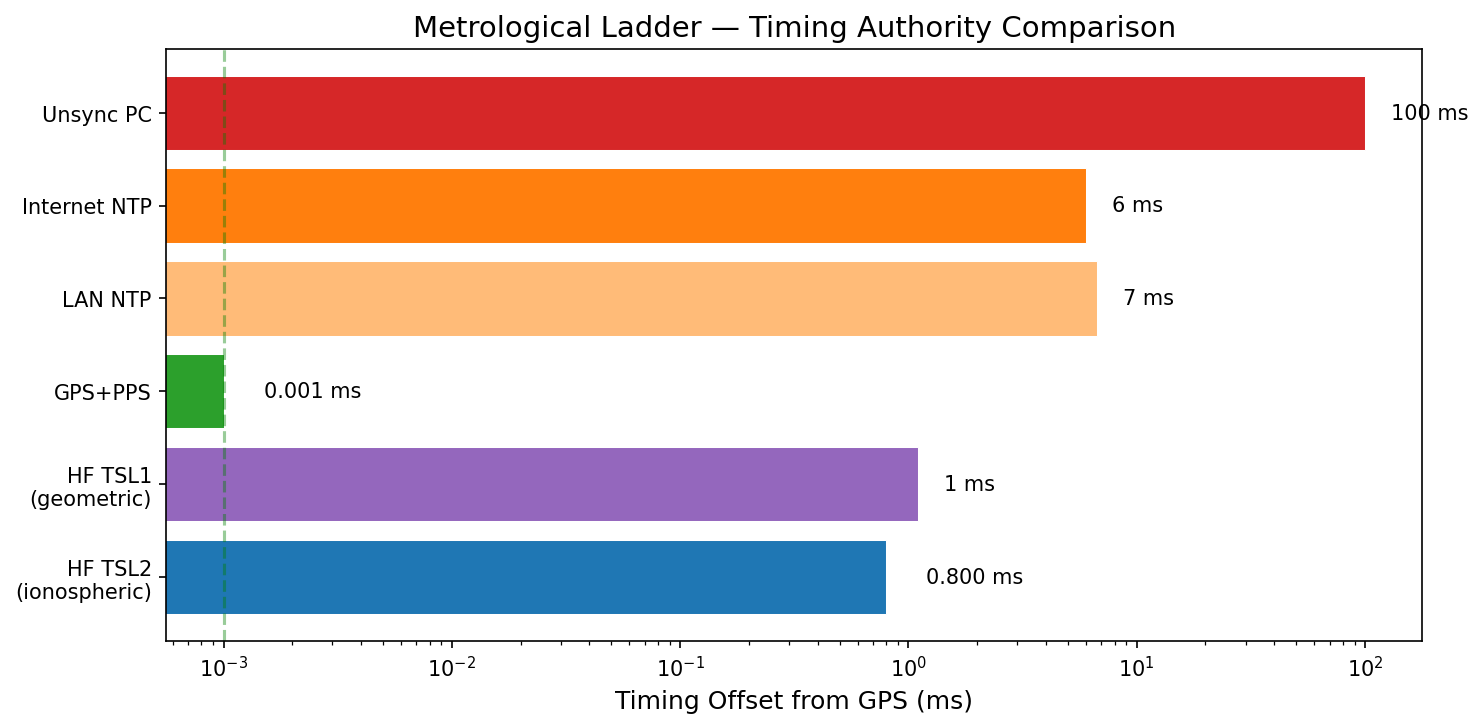 Metrological Ladder — Timing Authority Comparison
Unsync PC
100 ms
Internet NTP
6 ms
LAN NTP
7 ms
GPS+PPS
0.001 ms
HF TSL1
(geometric)
1 ms
HF TSL2
(ionospheric)
0.800 ms
10⁻³ 10⁻² 10⁻¹ 10⁰ 10¹ 10²
Timing Offset from GPS (ms)